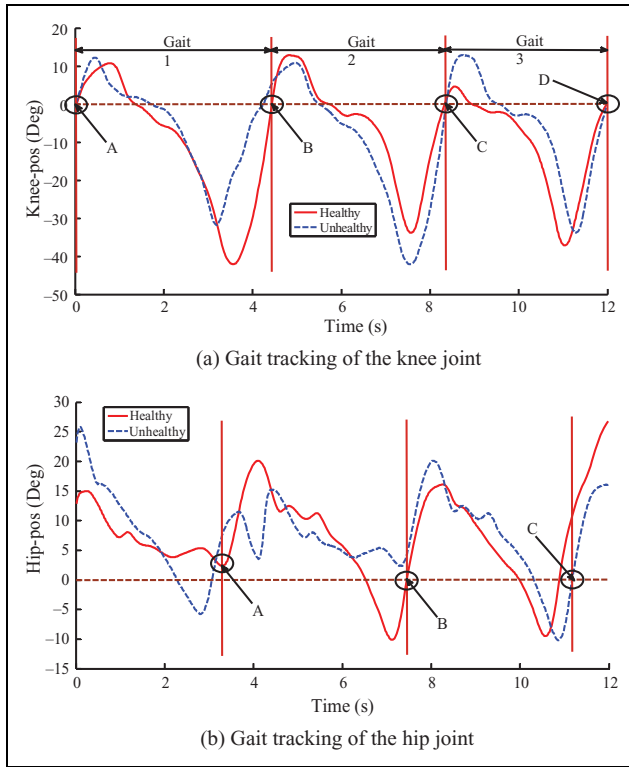 Gait Gait Gait
1 2 3
20
10
0
−10
−20
−30
−40
−50
Knee-pos (Deg)
A B C D
Healthy
Unhealthy
0 2 4 6 8 10 12
Time (s)
(a) Gait tracking of the knee joint
30
25
20
15
10
5
0
−5
−10
−15
Hip-pos (Deg)
Healthy
Unhealthy
A B C
0 2 4 6 8 10 12
Time (s)
(b) Gait tracking of the hip joint